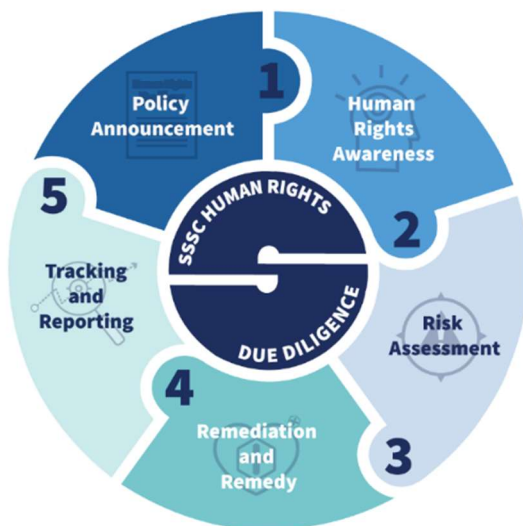 1
Policy
Announcement
2
Human
Rights
Awareness
3
Risk
Assessment
4
Remediation
and
Remedy
5
Tracking
and
Reporting
SSSC HUMAN RIGHTS
DUE DILIGENCE